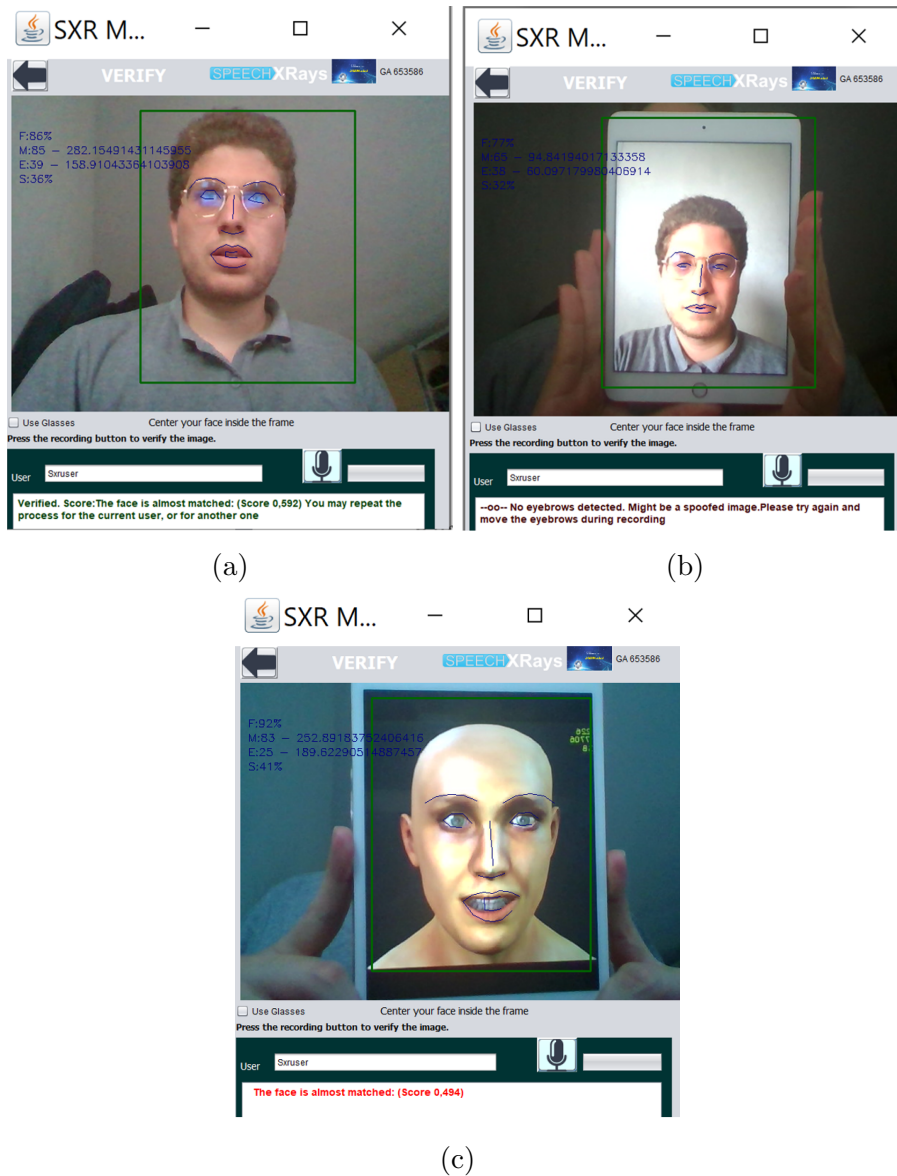 SXR M...
VERIFY
SPEECHXRays
GA 653586
F:86%
M:85 - 282.15491431145955
E:39 - 158.91043364103908
S:36%
Use Glasses
Center your face inside the frame
Press the recording button to verify the image.
User
Sxruser
Verified. Score:The face is almost matched: (Score 0,592) You may repeat the
process for the current user, or for another one
(a)
SXR M...
VERIFY
SPEECHXRays
GA 653586
F:77%
M:65 - 94.84194017133358
E:38 - 60.097179980406914
S:32%
Use Glasses
Center your face inside the frame
Press the recording button to verify the image.
User
Sxruser
--oo-- No eyebrows detected. Might be a spoofed image.Please try again and
move the eyebrows during recording
(b)
SXR M...
VERIFY
SPEECHXRays
GA 653586
F:92%
M:83 - 252.89183752406416
E:25 - 189.62290514887457
S:41%
Use Glasses
Center your face inside the frame
Press the recording button to verify the image.
User
Sxruser
The face is almost matched: (Score 0,494)
(c)